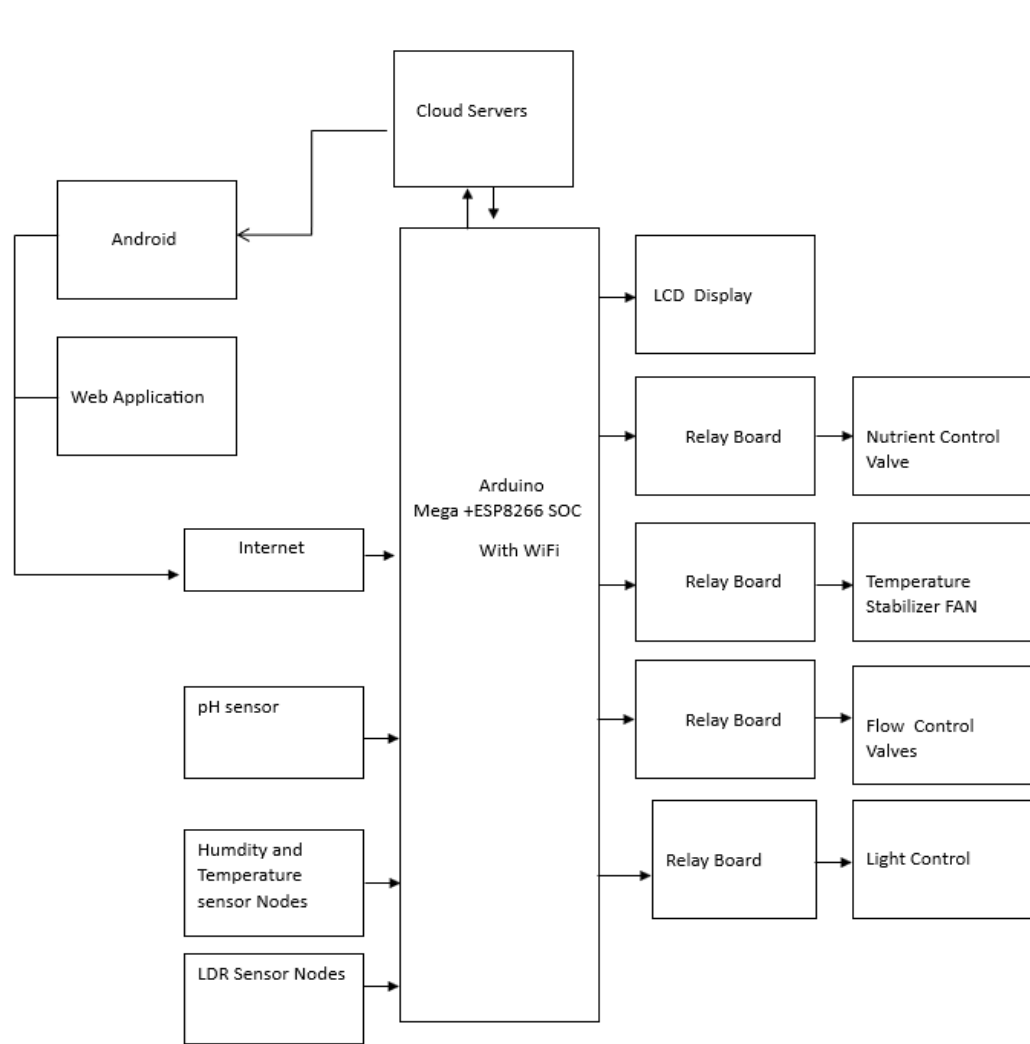 Cloud Servers
Android
LCD  Display
Web Application
Relay Board
Nutrient Control
Valve
Arduino
Mega +ESP8266 SOC
With WiFi
Internet
Relay Board
Temperature
Stabilizer FAN
pH sensor
Relay Board
Flow  Control
Valves
Humdity and
Temperature
sensor Nodes
Relay Board
Light Control
LDR Sensor Nodes